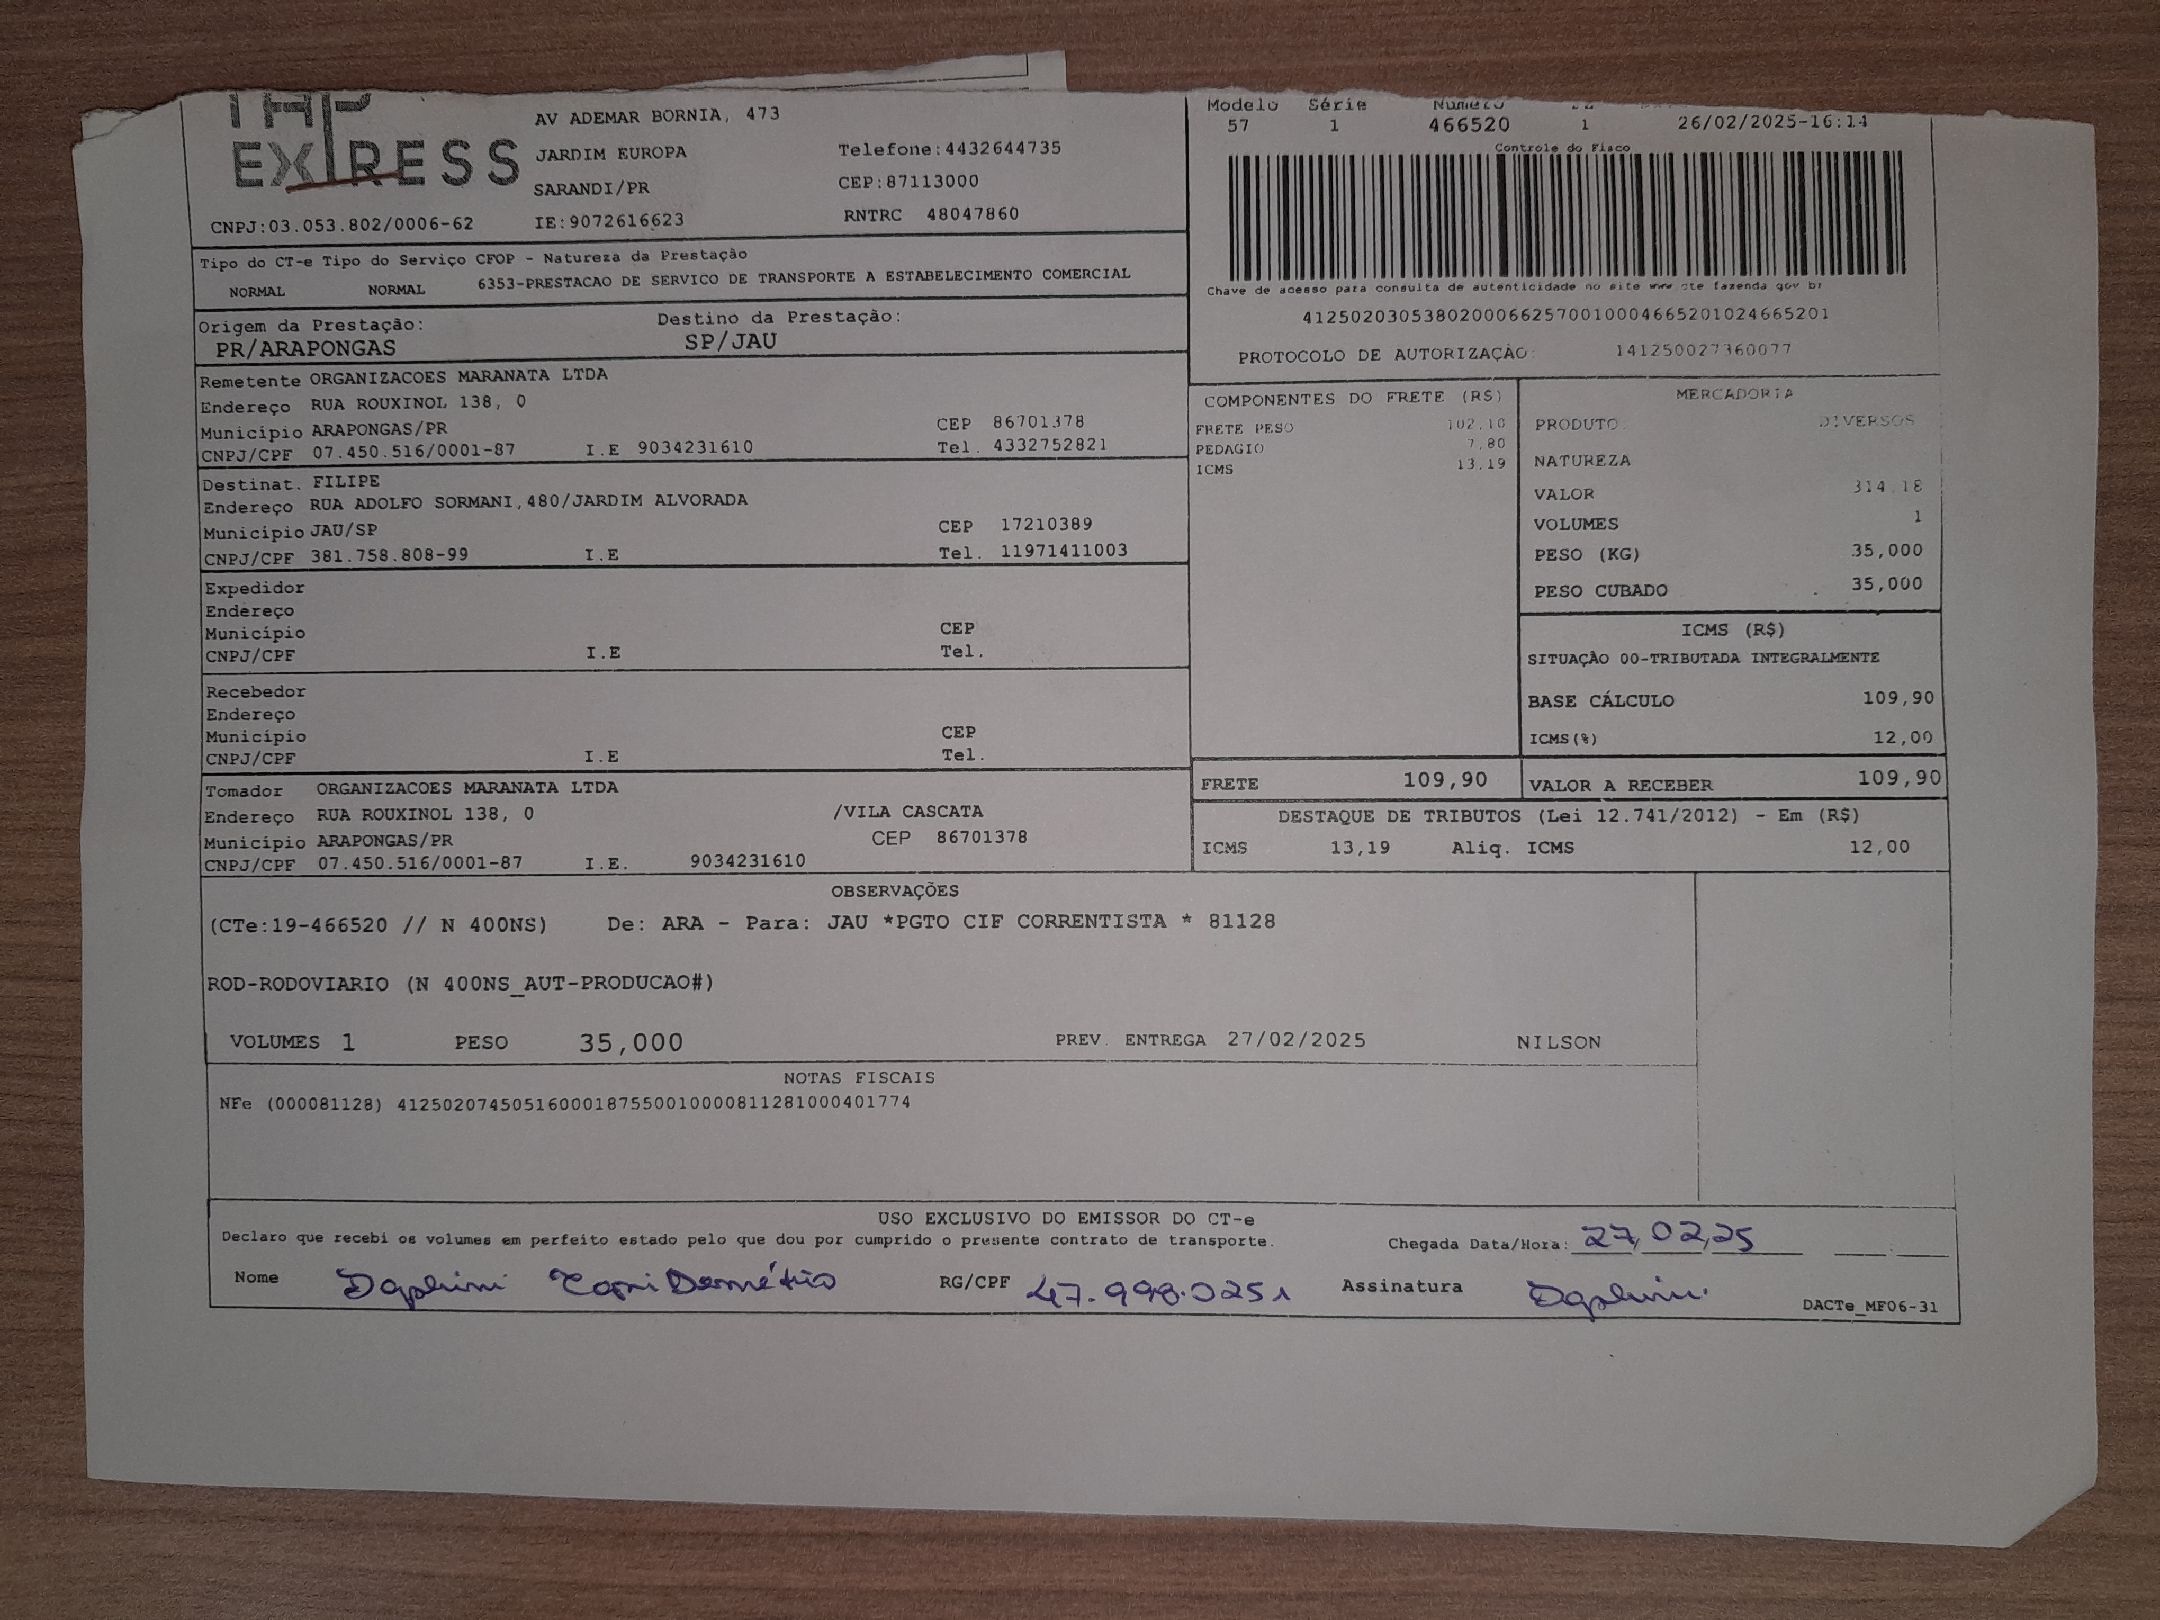 EXPRESS
AV ADEMAR BORNIA, 473
JARDIM EUROPA
SARANDI/PR
Telefone:4432644735
CEP:87113000
CNPJ:03.053.802/0006-62 IE:9072616623 RNTRC 48047860
Modelo Série Número
57 1 466520 1 26/02/2025-16:14
Controle do Fisco
Chave de acesso para consulta de autenticidade no site www cte fazenda gov br
41250203053802000662570010004665201024665201
PROTOCOLO DE AUTORIZAÇÃO: 141250027360077
Tipo do CT-e Tipo do Serviço CFOP - Natureza da Prestação
NORMAL NORMAL 6353-PRESTACAO DE SERVICO DE TRANSPORTE A ESTABELECIMENTO COMERCIAL
Origem da Prestação: Destino da Prestação:
PR/ARAPONGAS SP/JAU
Remetente ORGANIZACOES MARANATA LTDA
Endereço RUA ROUXINOL 138, 0
Município ARAPONGAS/PR CEP 86701378
CNPJ/CPF 07.450.516/0001-87 I.E 9034231610 Tel. 4332752821
Destinat. FILIPE
Endereço RUA ADOLFO SORMANI,480/JARDIM ALVORADA
Município JAU/SP CEP 17210389
CNPJ/CPF 381.758.808-99 I.E Tel. 11971411003
Expedidor
Endereço
Município CEP
CNPJ/CPF I.E Tel.
Recebedor
Endereço
Município CEP
CNPJ/CPF I.E Tel.
Tomador ORGANIZACOES MARANATA LTDA
Endereço RUA ROUXINOL 138, 0 /VILA CASCATA
Município ARAPONGAS/PR CEP 86701378
CNPJ/CPF 07.450.516/0001-87 I.E. 9034231610
COMPONENTES DO FRETE (R$)
FRETE PESO 102,10
PEDAGIO 7,80
ICMS 13,19
MERCADORIA
PRODUTO: DIVERSOS
NATUREZA
VALOR 314,18
VOLUMES 1
PESO (KG) 35,000
PESO CUBADO 35,000
ICMS (R$)
SITUAÇÃO 00-TRIBUTADA INTEGRALMENTE
BASE CÁLCULO 109,90
ICMS(%) 12,00
FRETE 109,90 VALOR A RECEBER 109,90
DESTAQUE DE TRIBUTOS (Lei 12.741/2012) - Em (R$)
ICMS 13,19 Aliq. ICMS 12,00
OBSERVAÇÕES
(CTe:19-466520 // N 400NS) De: ARA - Para: JAU *PGTO CIF CORRENTISTA * 81128
ROD-RODOVIARIO (N 400NS_AUT-PRODUCAO#)
VOLUMES 1 PESO 35,000 PREV. ENTREGA 27/02/2025 NILSON
NOTAS FISCAIS
NFe (000081128) 41250207450516000187550010000811281000401774
USO EXCLUSIVO DO EMISSOR DO CT-e
Declaro que recebi os volumes em perfeito estado pelo que dou por cumprido o presente contrato de transporte. Chegada Data/Hora: 27,02,25
Nome Daphini Demétrio RG/CPF 47.998.0251 Assinatura Daphini
DACTe_MF06-31